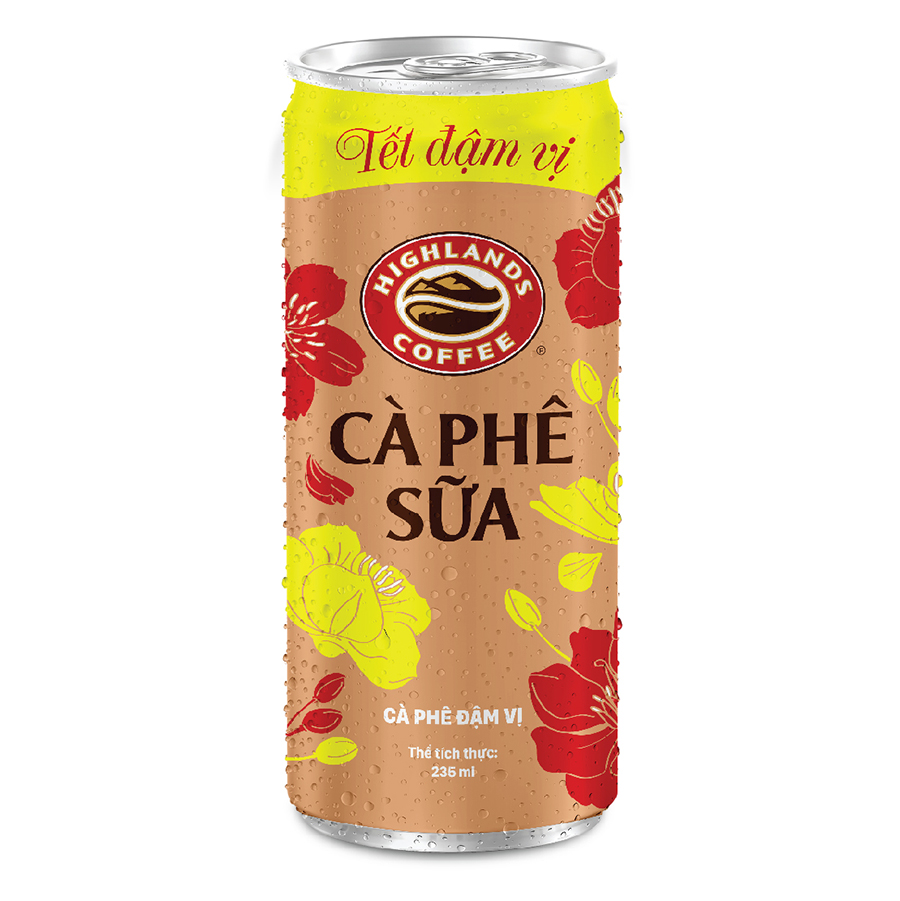 Tết đậm vị
HIGHLANDS
COFFEE
®
CÀ PHÊ
SỮA
CÀ PHÊ ĐẬM VỊ
Thể tích thực:
235 ml